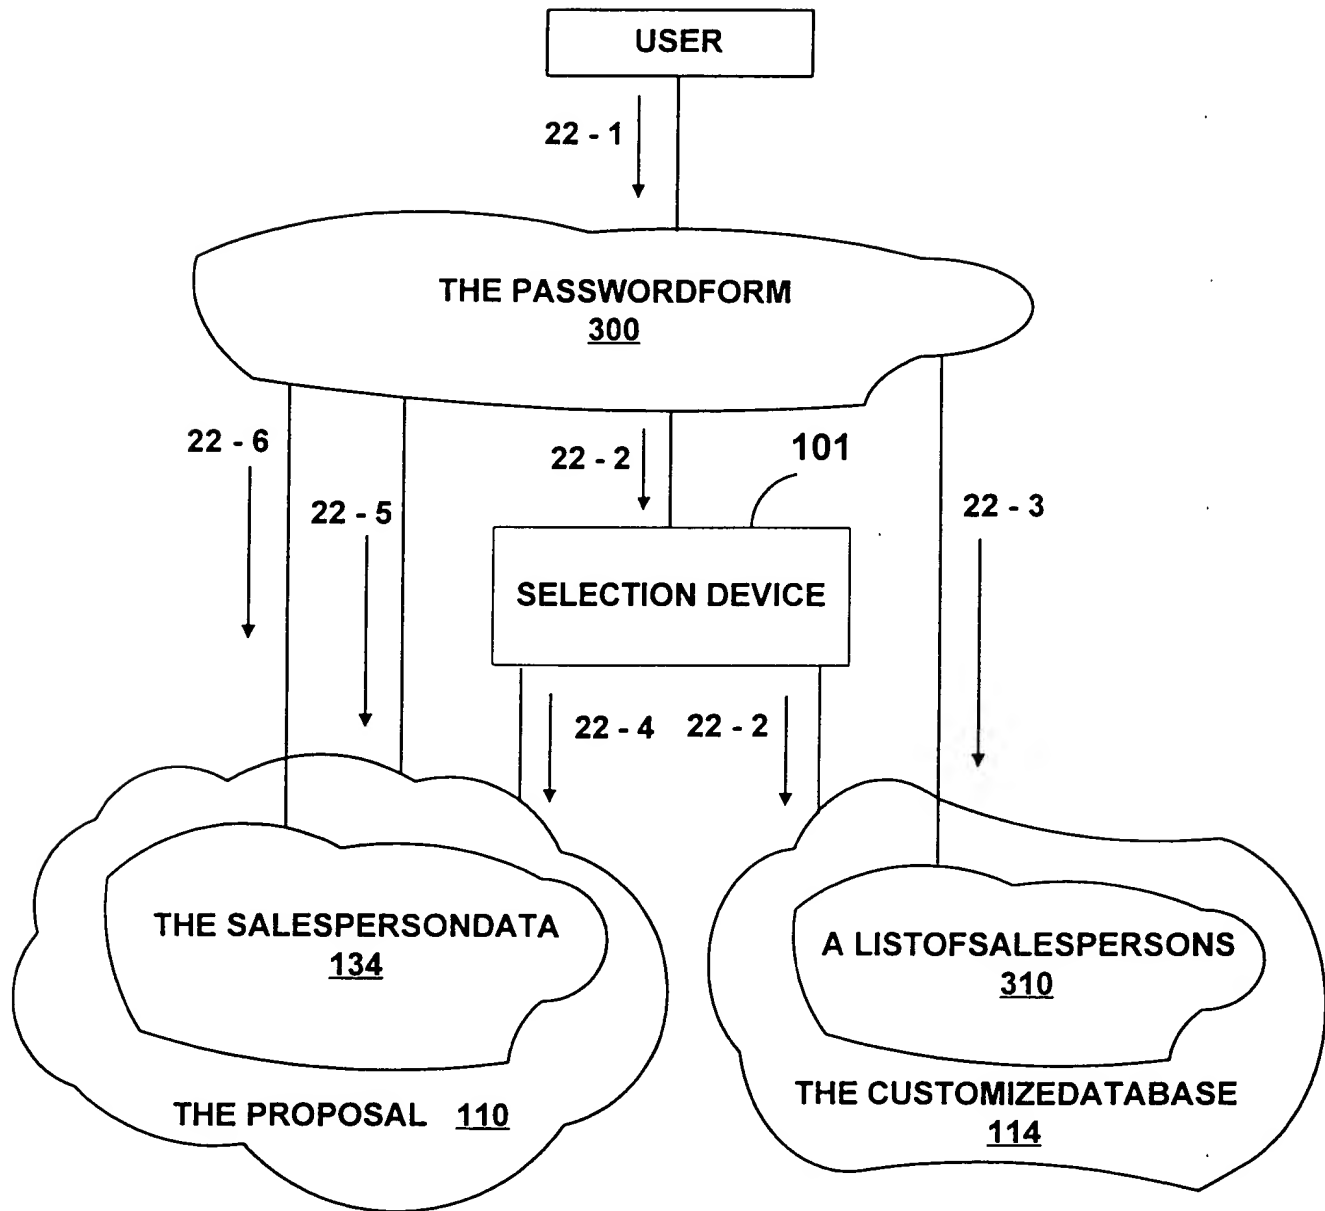 USER
22 - 1
THE PASSWORDFORM
300
22 - 6
22 - 2
101
22 - 5
22 - 3
SELECTION DEVICE
22 - 4
22 - 2
THE SALESPERSONDATA
134
A LISTOFSALESPERSONS
310
THE PROPOSAL 110
THE CUSTOMIZEDATABASE
114